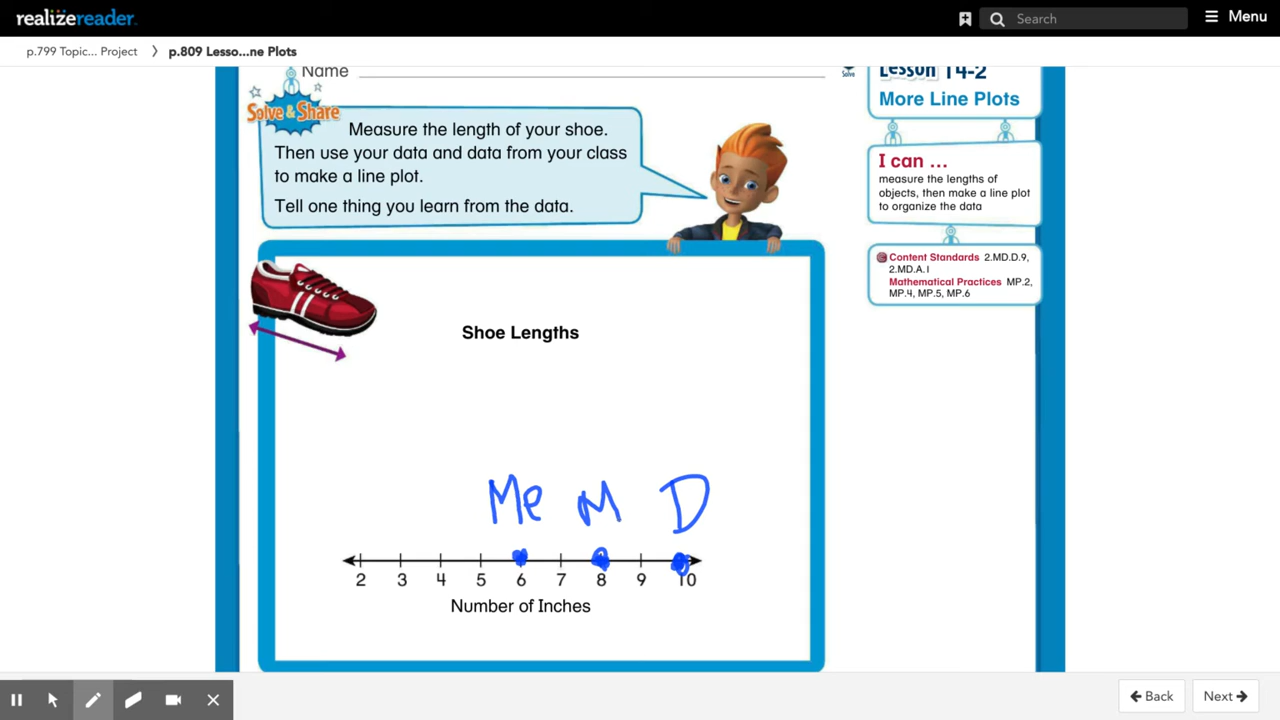 realizereader.
Search
Menu
p.799 Topic... Project
p.809 Lesso...ne Plots
Name
Solve
Lesson 14-2
More Line Plots
Solve & Share
Measure the length of your shoe.
Then use your data and data from your class
to make a line plot.
Tell one thing you learn from the data.
I can ...
measure the lengths of
objects, then make a line plot
to organize the data
Content Standards 2.MD.D.9,
2.MD.A.1
Mathematical Practices MP.2,
MP.4, MP.5, MP.6
Shoe Lengths
Me M D
2 3 4 5 6 7 8 9 10
Number of Inches
Back
Next